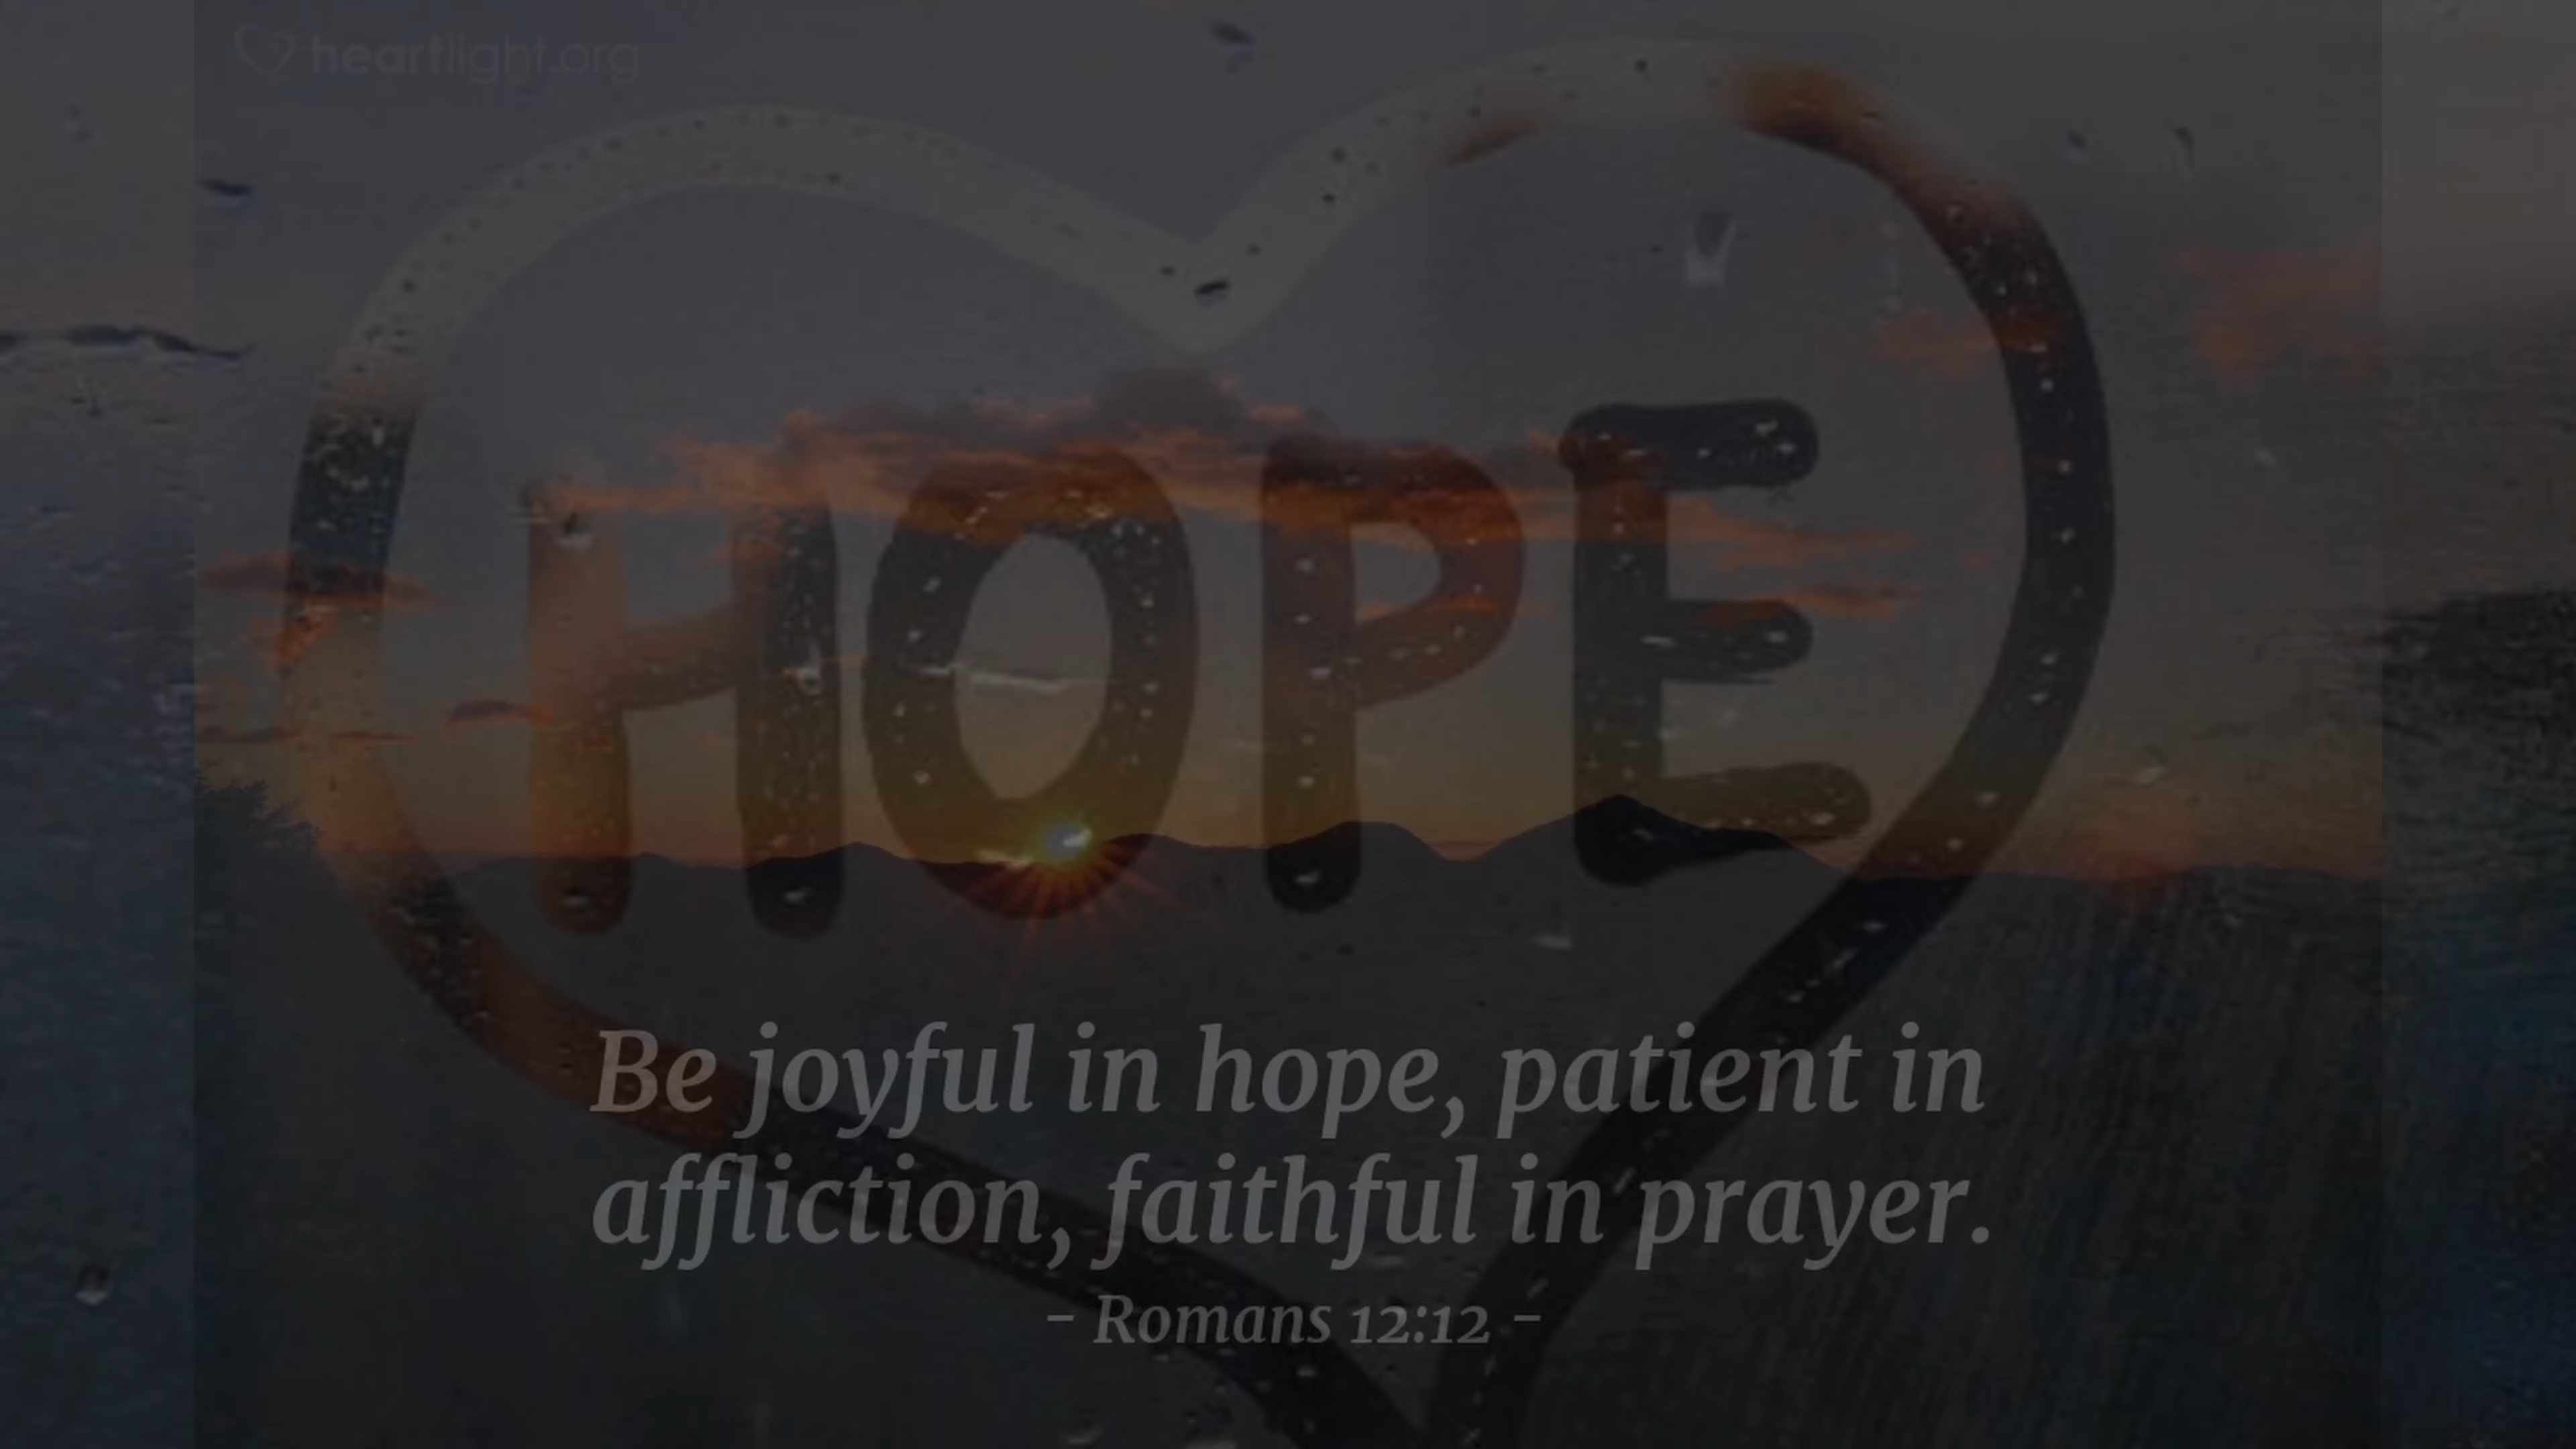 heartlight.org
HOPE
Be joyful in hope, patient in
affliction, faithful in prayer.
- Romans 12:12 -